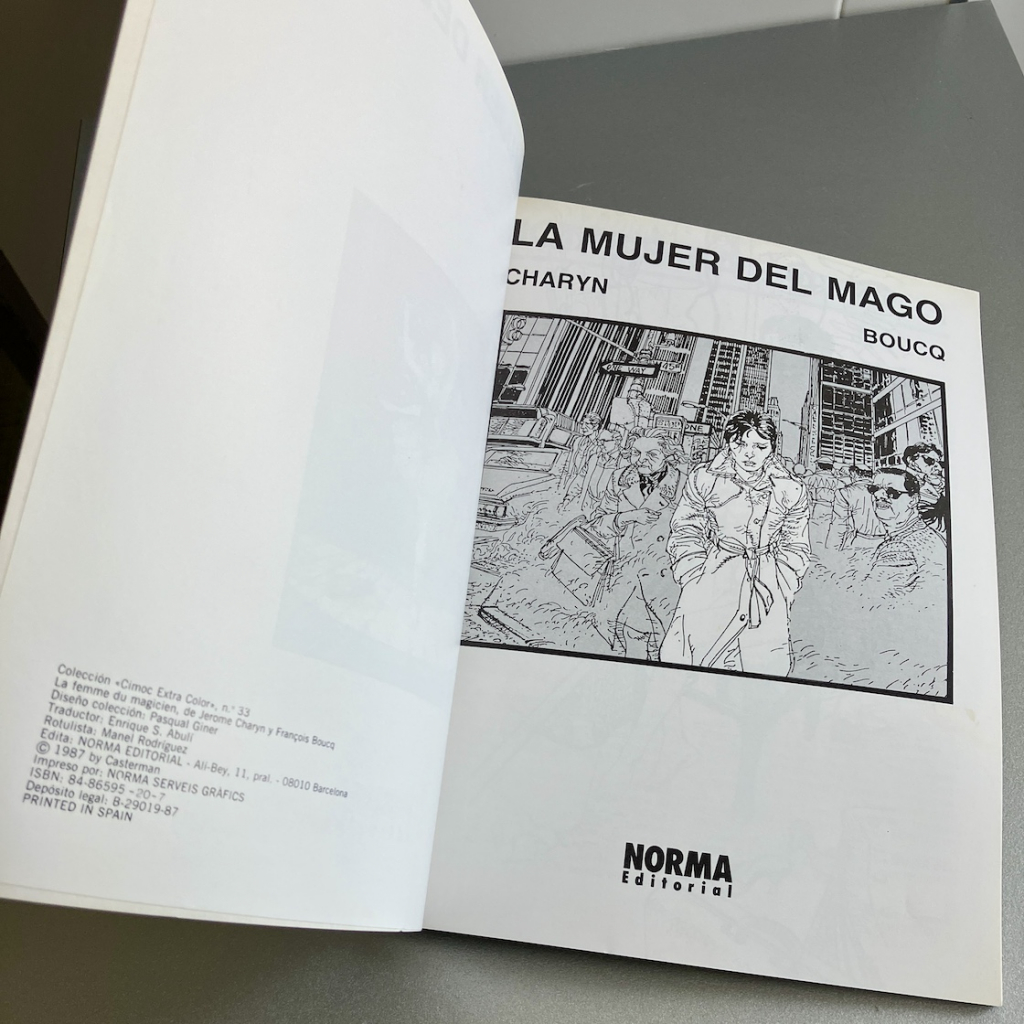 Colección «Cimoc Extra Color», n.° 33
La femme du magicien, de Jerome Charyn y François Boucq
Diseño colección: Pasqual Giner
Traductor: Enrique S. Abulí
Rotulista: Manel Rodríguez
Edita: NORMA EDITORIAL - Alí-Bey, 11, pral. - 08010 Barcelona
© 1987 by Casterman
Impreso por: NORMA SERVEIS GRÀFICS
ISBN: 84-86595-20-7
Depósito legal: B-29019-87
PRINTED IN SPAIN
LA MUJER DEL MAGO
CHARYN
BOUCQ
ONE WAY
NORMA
Editorial